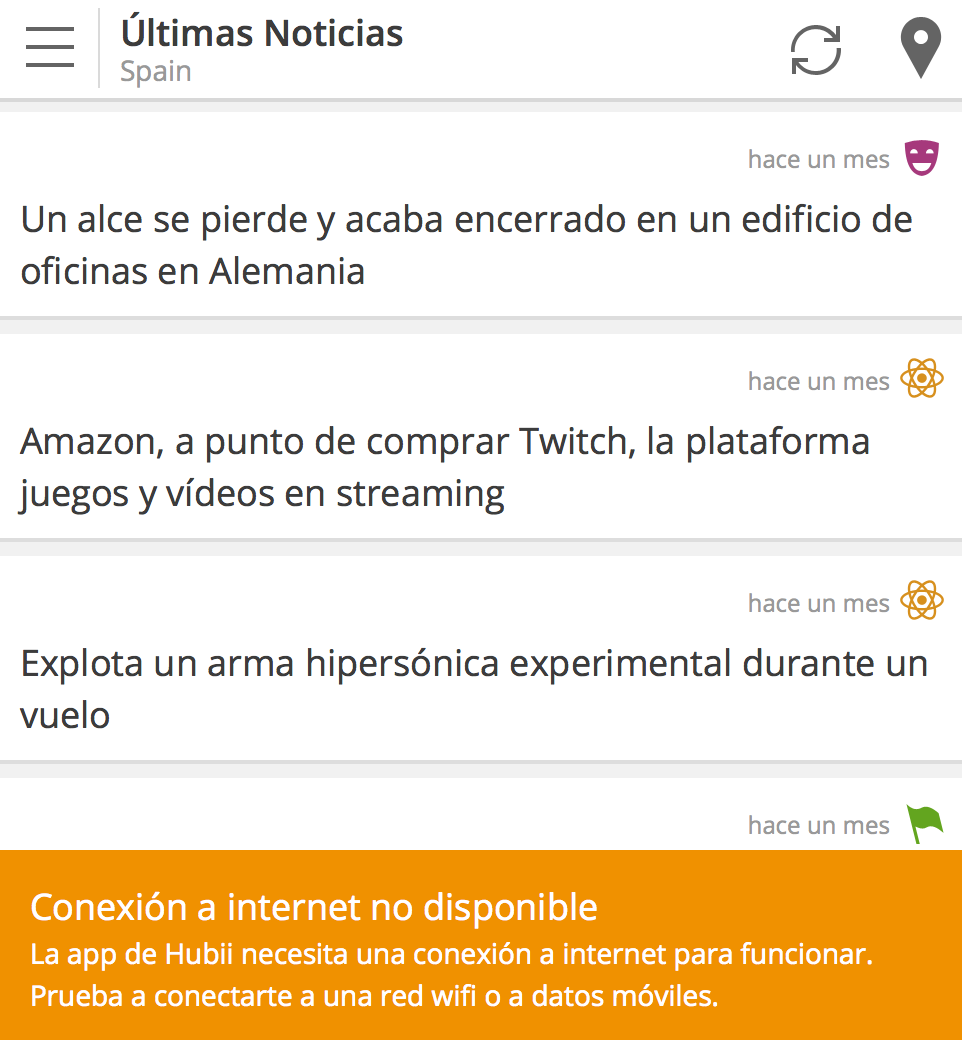 Últimas Noticias
Spain
hace un mes
Un alce se pierde y acaba encerrado en un edificio de
oficinas en Alemania
hace un mes
Amazon, a punto de comprar Twitch, la plataforma
juegos y vídeos en streaming
hace un mes
Explota un arma hipersónica experimental durante un
vuelo
hace un mes
Conexión a internet no disponible
La app de Hubii necesita una conexión a internet para funcionar.
Prueba a conectarte a una red wifi o a datos móviles.